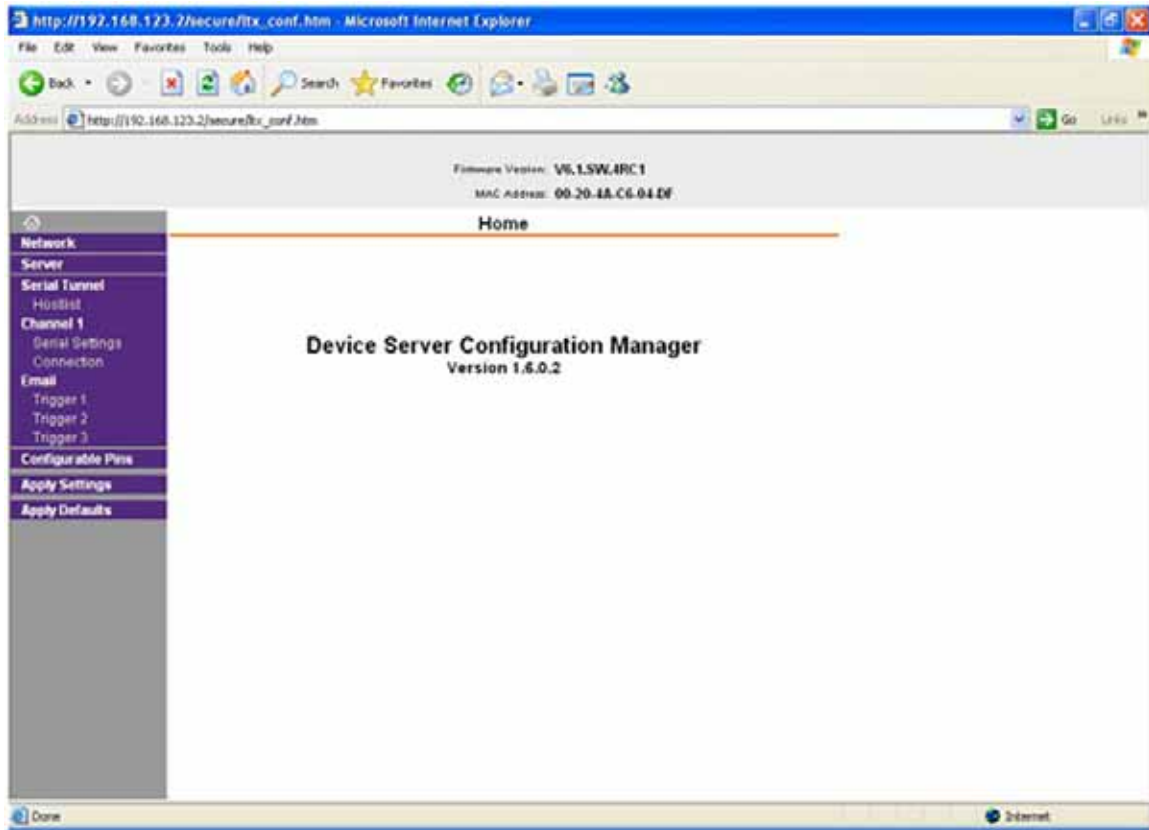 http://192.168.123.2/secure/ltx_conf.htm - Microsoft Internet Explorer
File Edit View Favorites Tools Help
Back Search Favorites
Address http://192.168.123.2/secure/ltx_conf.htm Go Links »
Firmware Version: V6.1.SW.4RC1
MAC Address: 00-20-4A-C6-04-DF
Home
Network
Server
Serial Tunnel
Hostlist
Channel 1
Serial Settings
Connection
Email
Trigger 1
Trigger 2
Trigger 3
Configurable Pins
Apply Settings
Apply Defaults
Device Server Configuration Manager
Version 1.6.0.2
Done Internet